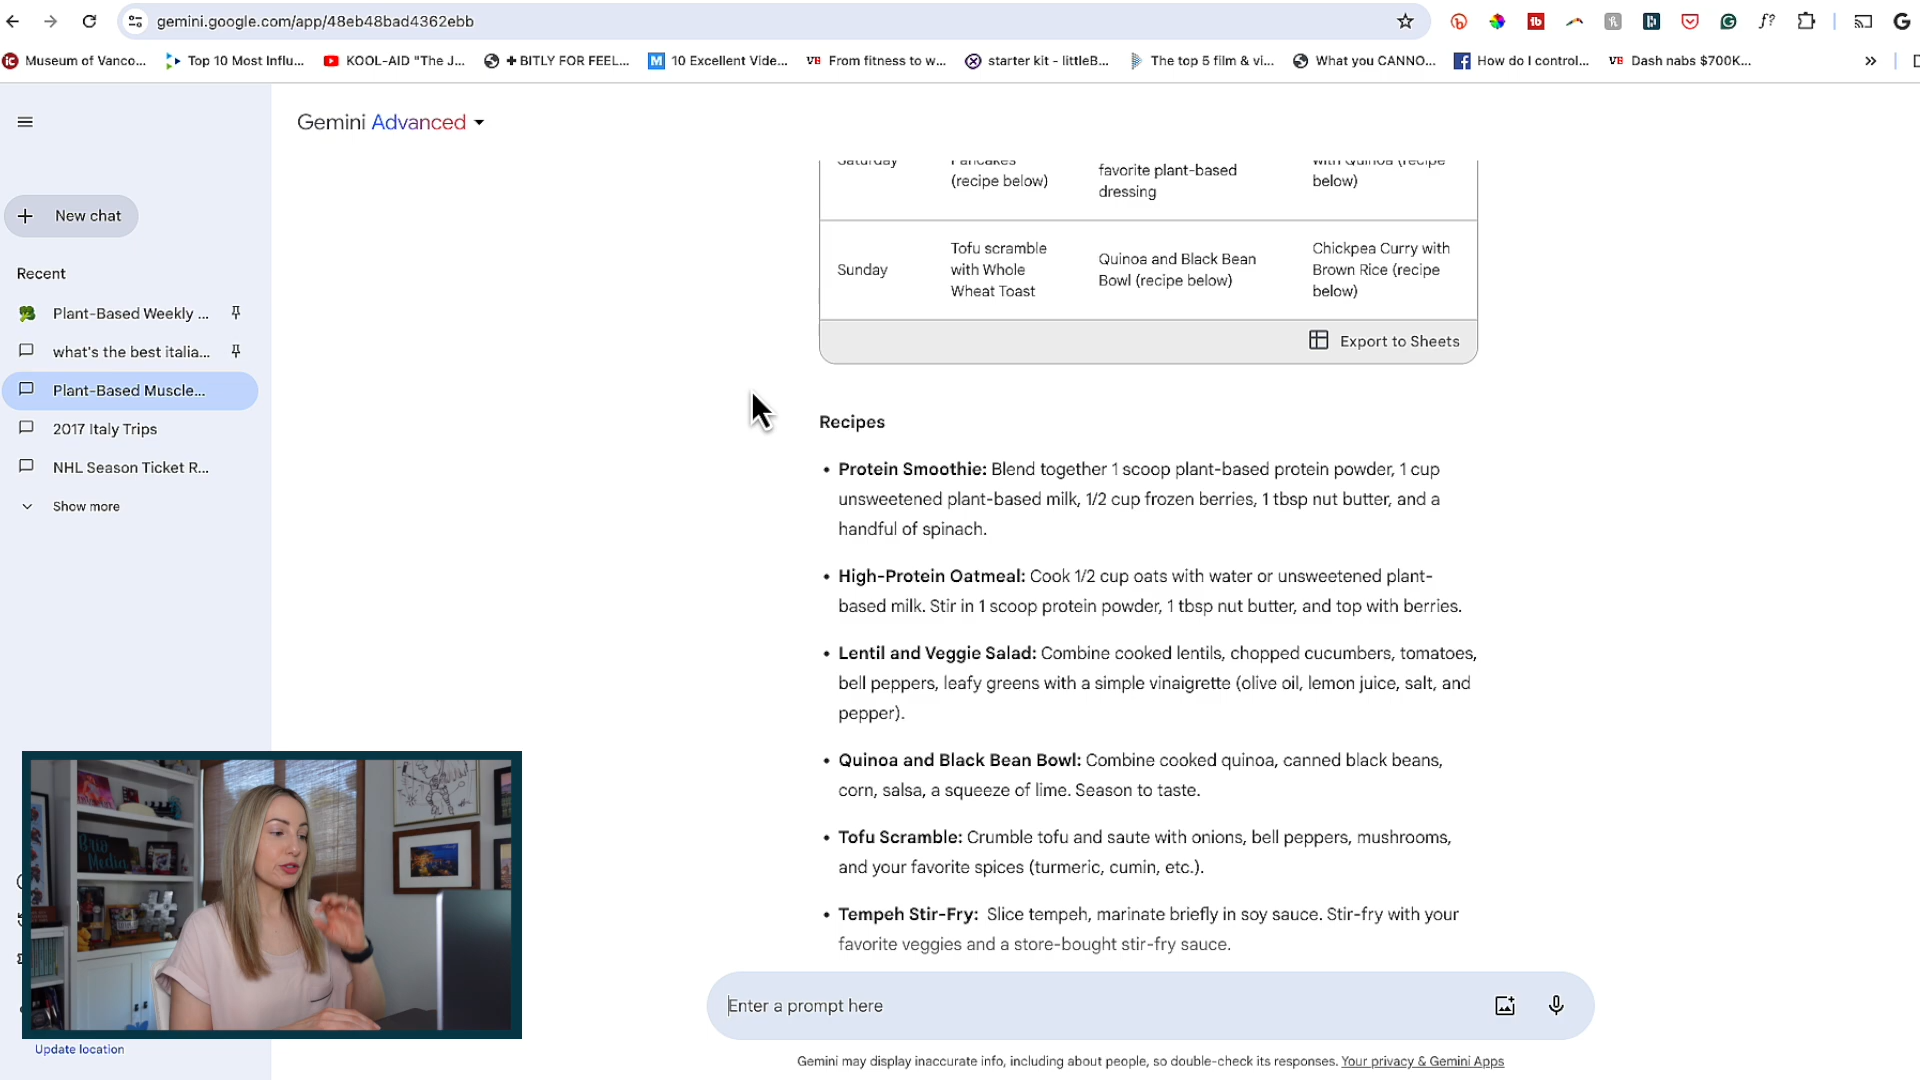 gemini.google.com/app/48eb48bad4362ebb
Museum of Vanco...
Top 10 Most Influ...
KOOL-AID "The J...
+ BITLY FOR FEEL...
10 Excellent Vide...
From fitness to w...
starter kit - littleB...
The top 5 film & vi...
What you CANNO...
How do I control...
Dash nabs $700K...
Gemini Advanced
New chat
Recent
Plant-Based Weekly ...
what's the best italia...
Plant-Based Muscle...
2017 Italy Trips
NHL Season Ticket R...
Show more
Update location
Saturday
Pancakes
(recipe below)
favorite plant-based
dressing
with Quinoa (recipe
below)
Sunday
Tofu scramble
with Whole
Wheat Toast
Quinoa and Black Bean
Bowl (recipe below)
Chickpea Curry with
Brown Rice (recipe
below)
Export to Sheets
Recipes
• Protein Smoothie: Blend together 1 scoop plant-based protein powder, 1 cup
unsweetened plant-based milk, 1/2 cup frozen berries, 1 tbsp nut butter, and a
handful of spinach.
• High-Protein Oatmeal: Cook 1/2 cup oats with water or unsweetened plant-
based milk. Stir in 1 scoop protein powder, 1 tbsp nut butter, and top with berries.
• Lentil and Veggie Salad: Combine cooked lentils, chopped cucumbers, tomatoes,
bell peppers, leafy greens with a simple vinaigrette (olive oil, lemon juice, salt, and
pepper).
• Quinoa and Black Bean Bowl: Combine cooked quinoa, canned black beans,
corn, salsa, a squeeze of lime. Season to taste.
• Tofu Scramble: Crumble tofu and saute with onions, bell peppers, mushrooms,
and your favorite spices (turmeric, cumin, etc.).
• Tempeh Stir-Fry: Slice tempeh, marinate briefly in soy sauce. Stir-fry with your
favorite veggies and a store-bought stir-fry sauce.
Enter a prompt here
Gemini may display inaccurate info, including about people, so double-check its responses. Your privacy & Gemini Apps
Brio
Media